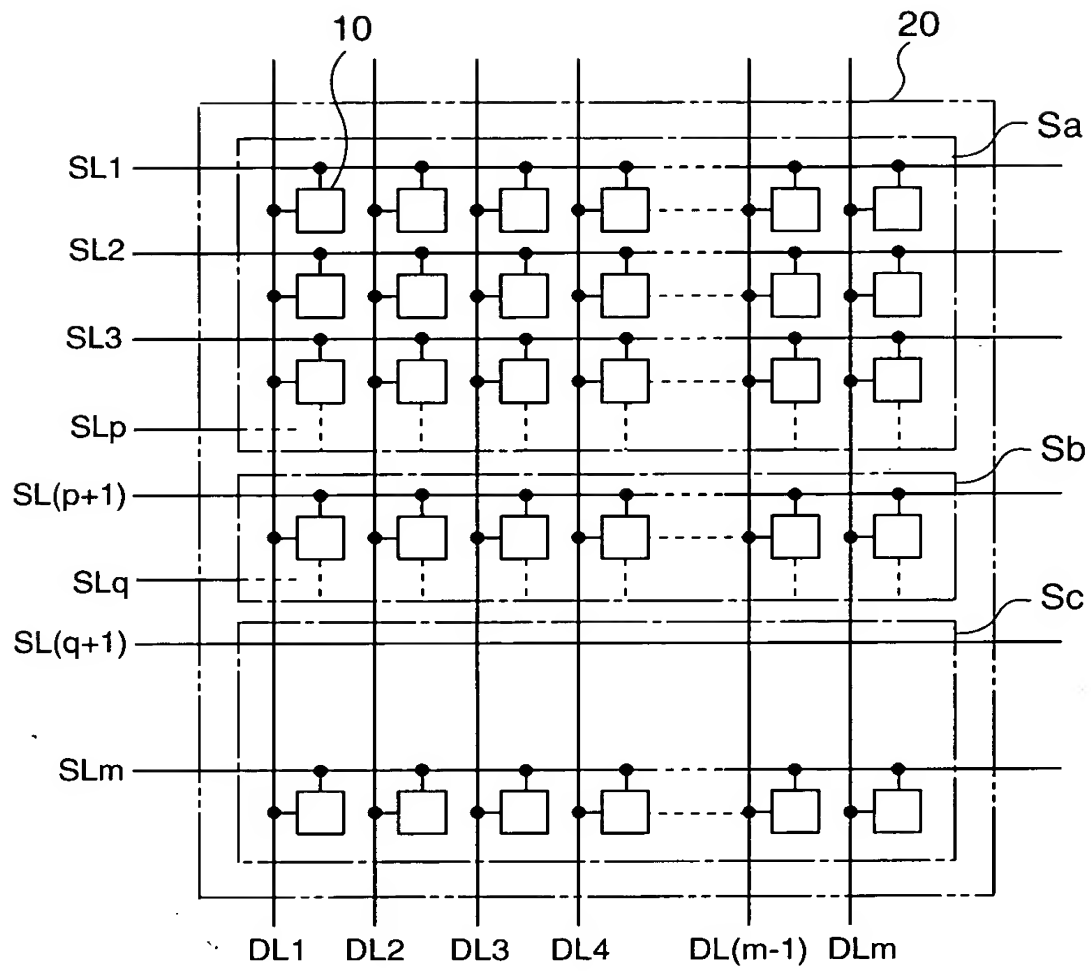 10
20
Sa
SL1
SL2
SL3
SLp
Sb
SL(p+1)
SLq
Sc
SL(q+1)
SLm
DL1 DL2 DL3 DL4 DL(m-1) DLm